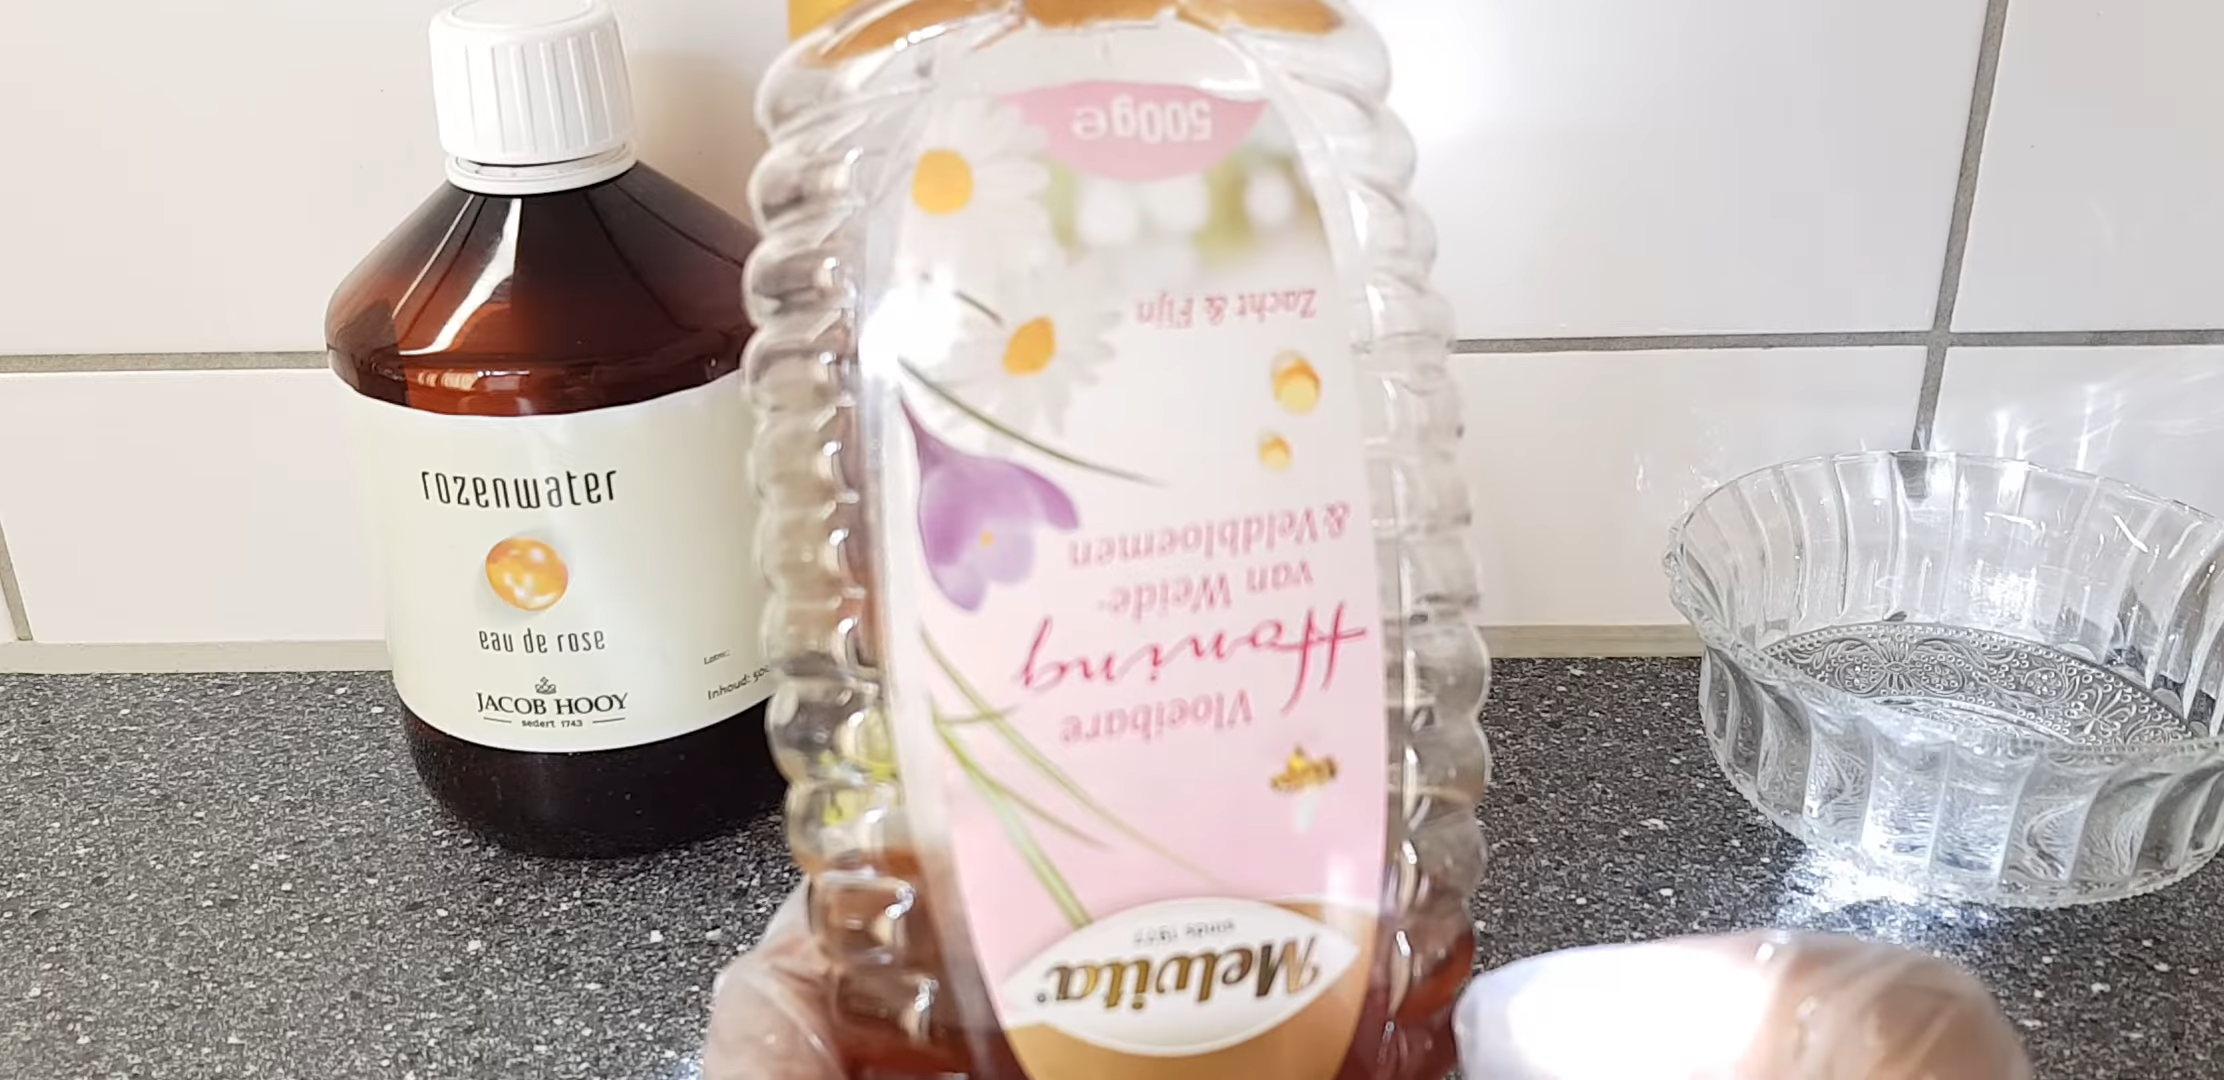 rozenwater
eau de rose
JACOB HOOY
sedert 1743
Inhoud: 500
Melvita
sinds
Vloeibare
Honing
van Weide-
& Veldbloemen
Zacht & Fijn
500g e